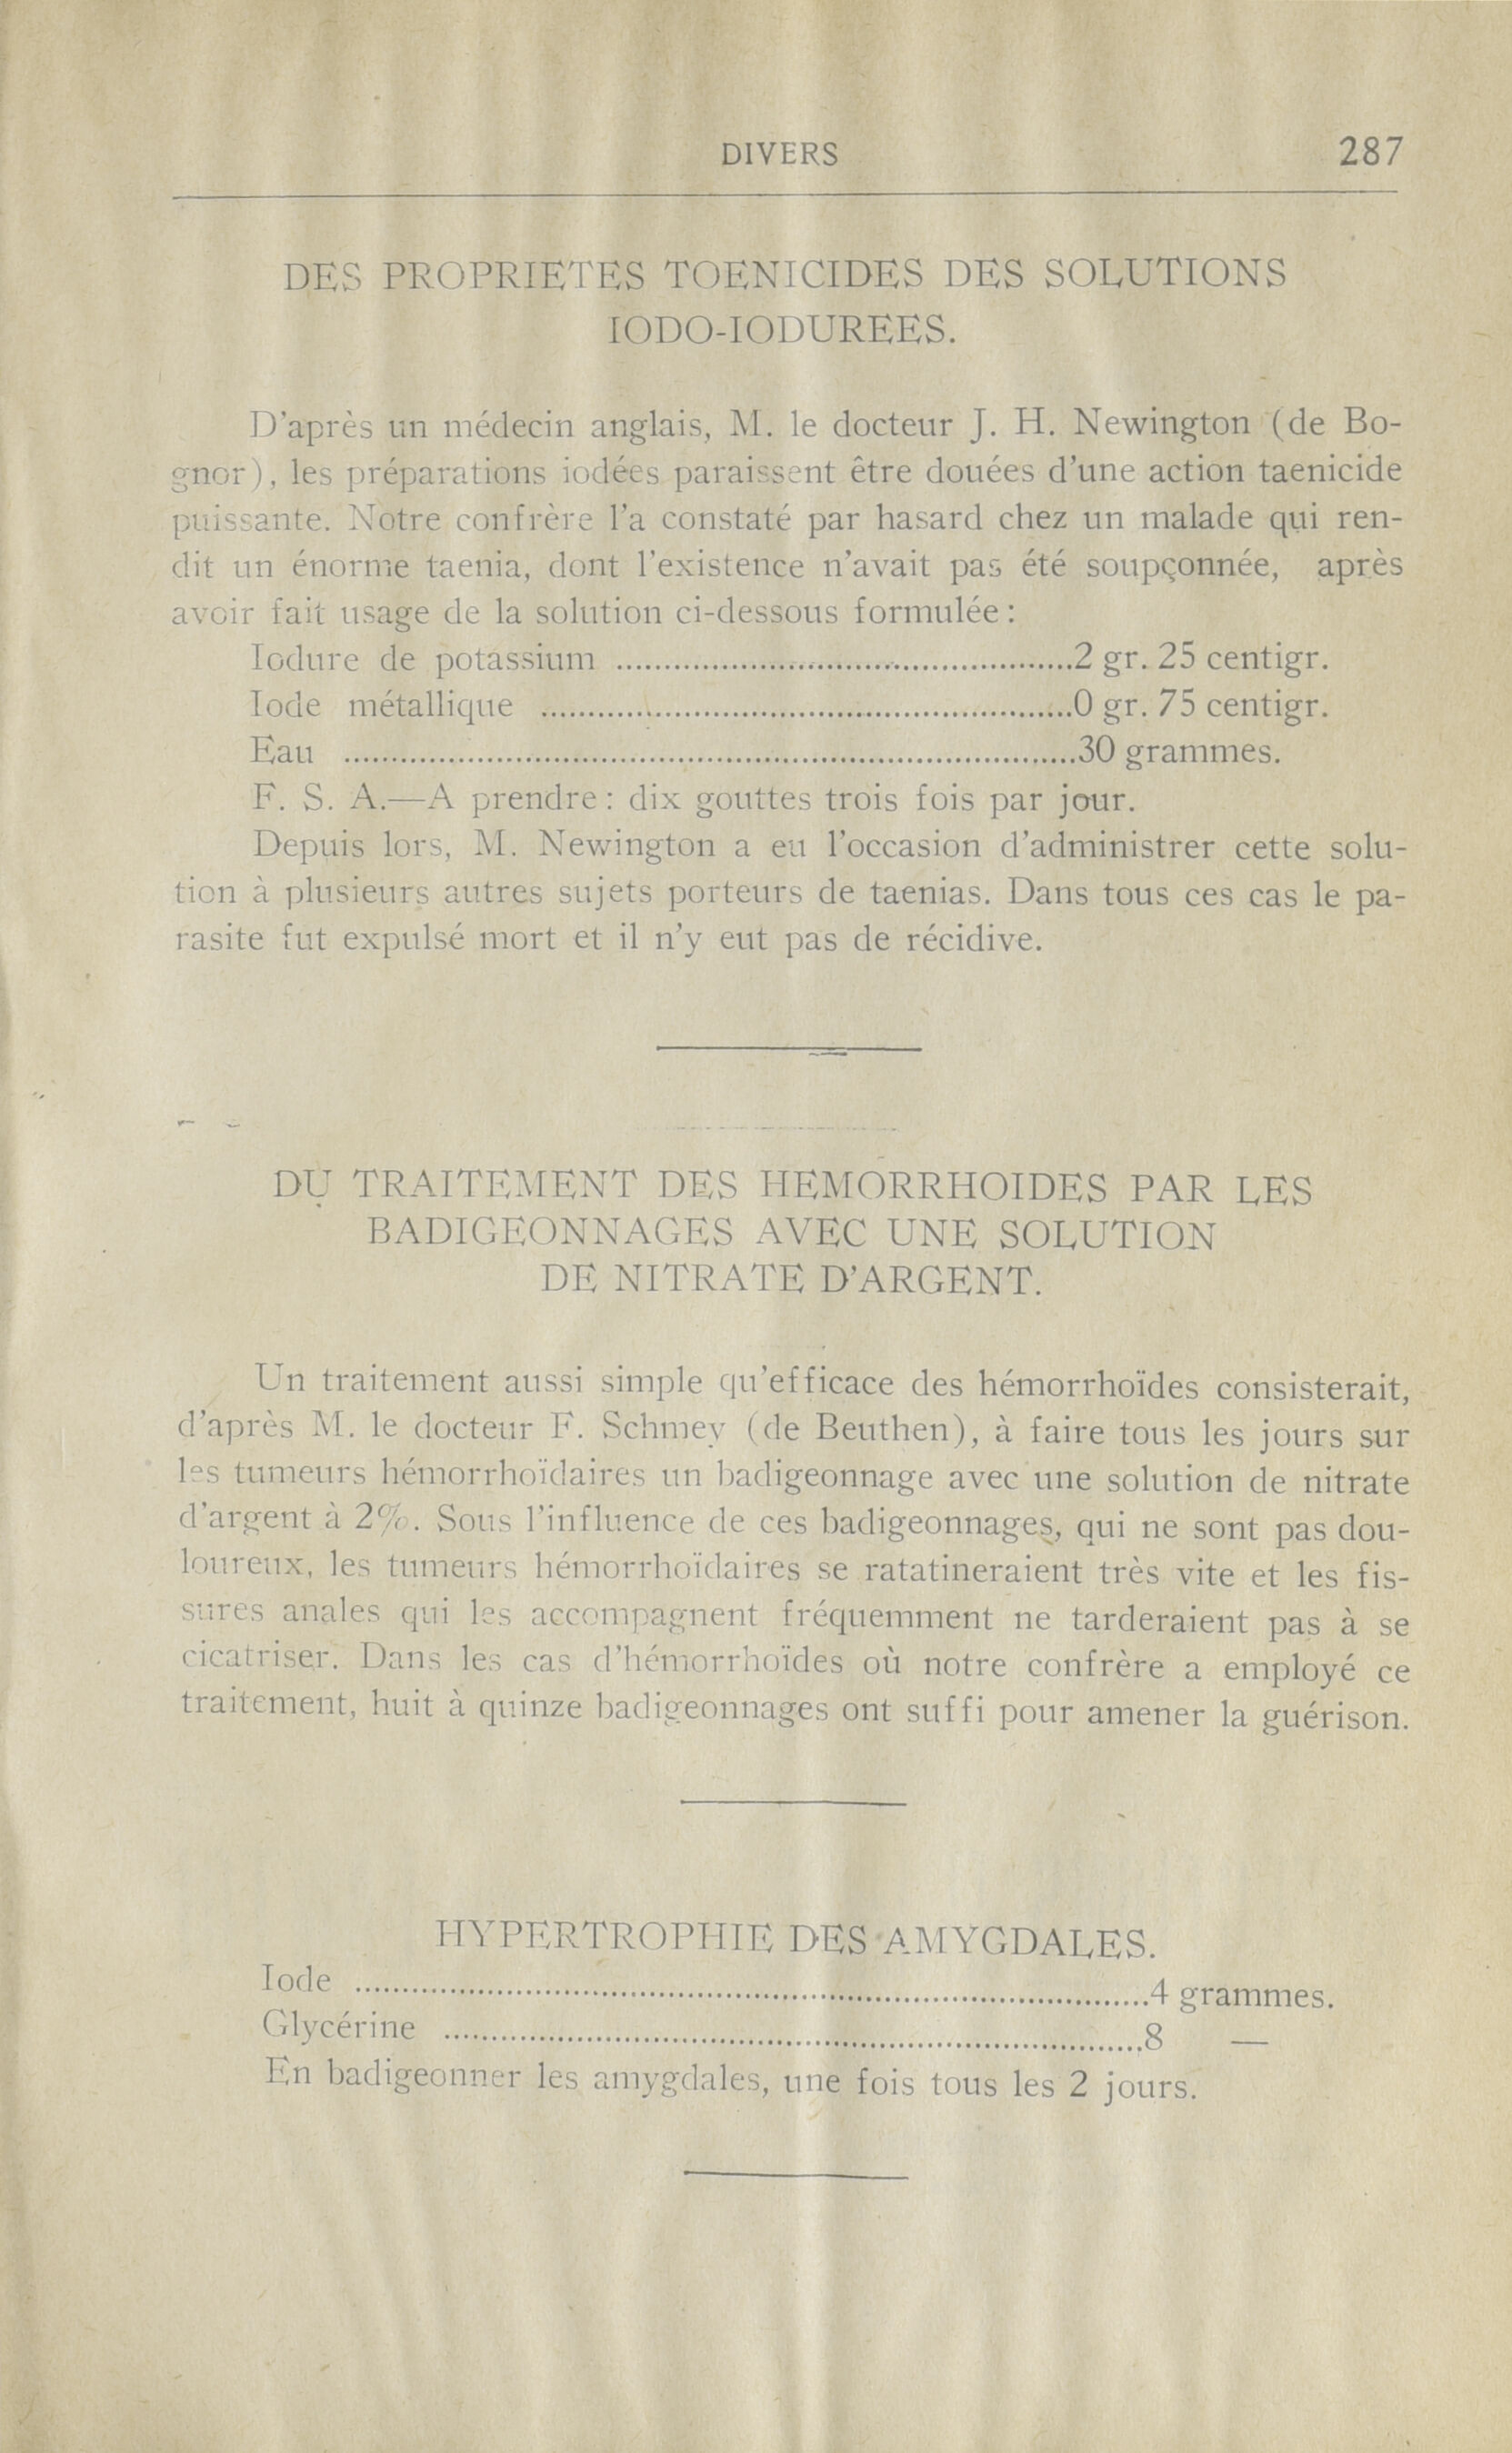 DIVERS 287
DES PROPRIETES TOENICIDES DES SOLUTIONS
IODO-IODUREES.
D'après un médecin anglais, M. le docteur J. H. Newington (de Bo-
gnor), les préparations iodées paraissent être douées d'une action taenicide
puissante. Notre confrère l'a constaté par hasard chez un malade qui ren-
dit un énorme taenia, dont l'existence n'avait pas été soupçonnée, après
avoir fait usage de la solution ci-dessous formulée:
Iodure de potassium ................................................2 gr. 25 centigr.
Iode métallique ........................................................0 gr. 75 centigr.
Eau .............................................................................30 grammes.
F. S. A.—A prendre: dix gouttes trois fois par jour.
Depuis lors, M. Newington a eu l'occasion d'administrer cette solu-
tion à plusieurs autres sujets porteurs de taenias. Dans tous ces cas le pa-
rasite fut expulsé mort et il n'y eut pas de récidive.
DU TRAITEMENT DES HEMORRHOIDES PAR LES
BADIGEONNAGES AVEC UNE SOLUTION
DE NITRATE D'ARGENT.
Un traitement aussi simple qu'efficace des hémorrhoïdes consisterait,
d'après M. le docteur F. Schmey (de Beuthen), à faire tous les jours sur
les tumeurs hémorrhoïdaires un badigeonnage avec une solution de nitrate
d'argent à 2%. Sous l'influence de ces badigeonnages, qui ne sont pas dou-
loureux, les tumeurs hémorrhoïdaires se ratatineraient très vite et les fis-
sures anales qui les accompagnent fréquemment ne tarderaient pas à se
cicatriser. Dans les cas d'hémorrhoïdes où notre confrère a employé ce
traitement, huit à quinze badigeonnages ont suffi pour amener la guérison.
HYPERTROPHIE DES AMYGDALES.
Iode ....................................................................................4 grammes.
Glycérine ..........................................................................8 —
En badigeonner les amygdales, une fois tous les 2 jours.